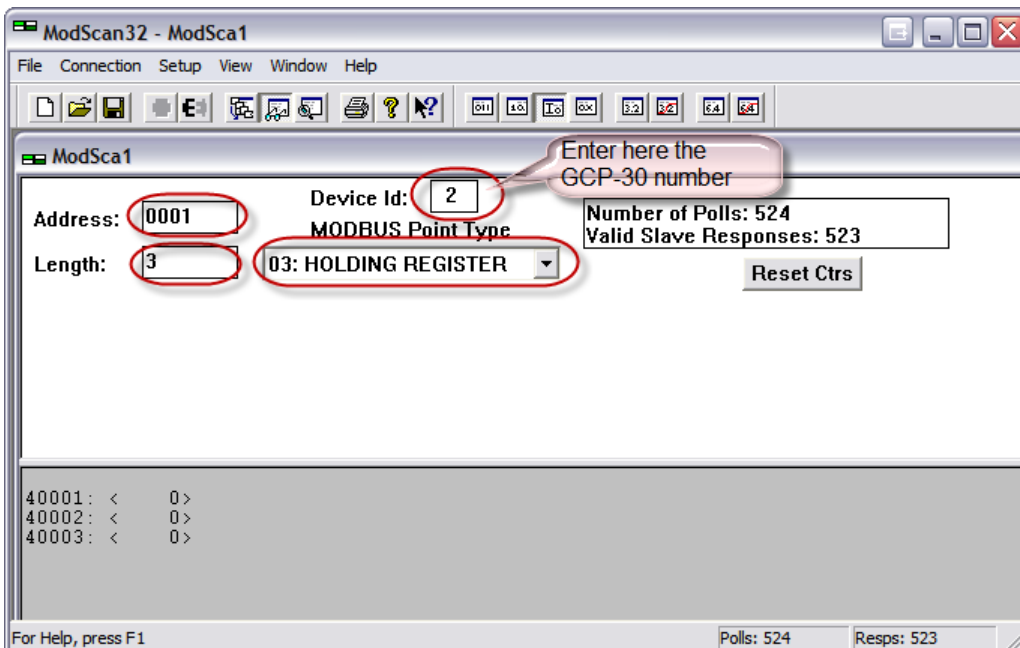 ModScan32 - ModSca1
File Connection Setup View Window Help
ModSca1
Enter here the
GCP-30 number
Device Id: 2
Address: 0001
MODBUS Point Type
Number of Polls: 524
Valid Slave Responses: 523
Length: 3
03: HOLDING REGISTER
Reset Ctrs
40001: < 0>
40002: < 0>
40003: < 0>
For Help, press F1
Polls: 524
Resps: 523